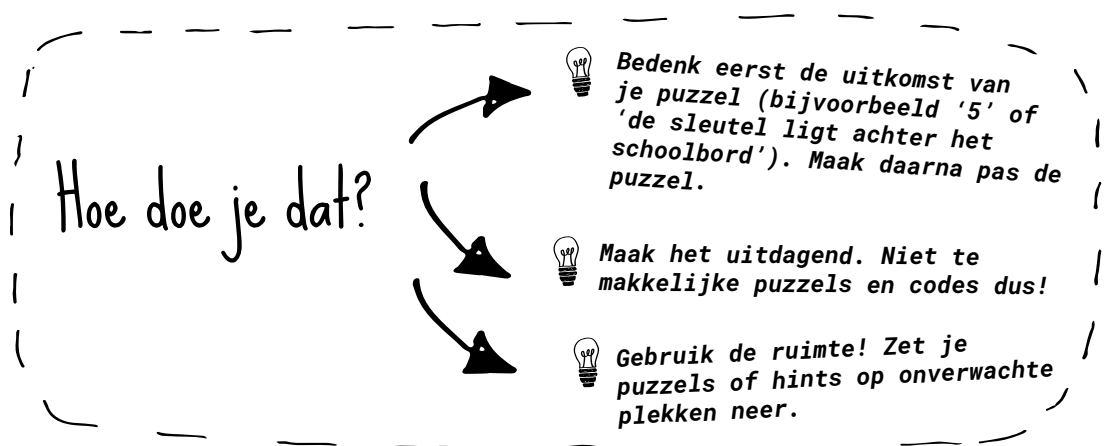 Hoe doe je dat?
Bedenk eerst de uitkomst van
je puzzel (bijvoorbeeld ‘5’ of
‘de sleutel ligt achter het
schoolbord’). Maak daarna pas de
puzzel.
Maak het uitdagend. Niet te
makkelijke puzzels en codes dus!
Gebruik de ruimte! Zet je
puzzels of hints op onverwachte
plekken neer.